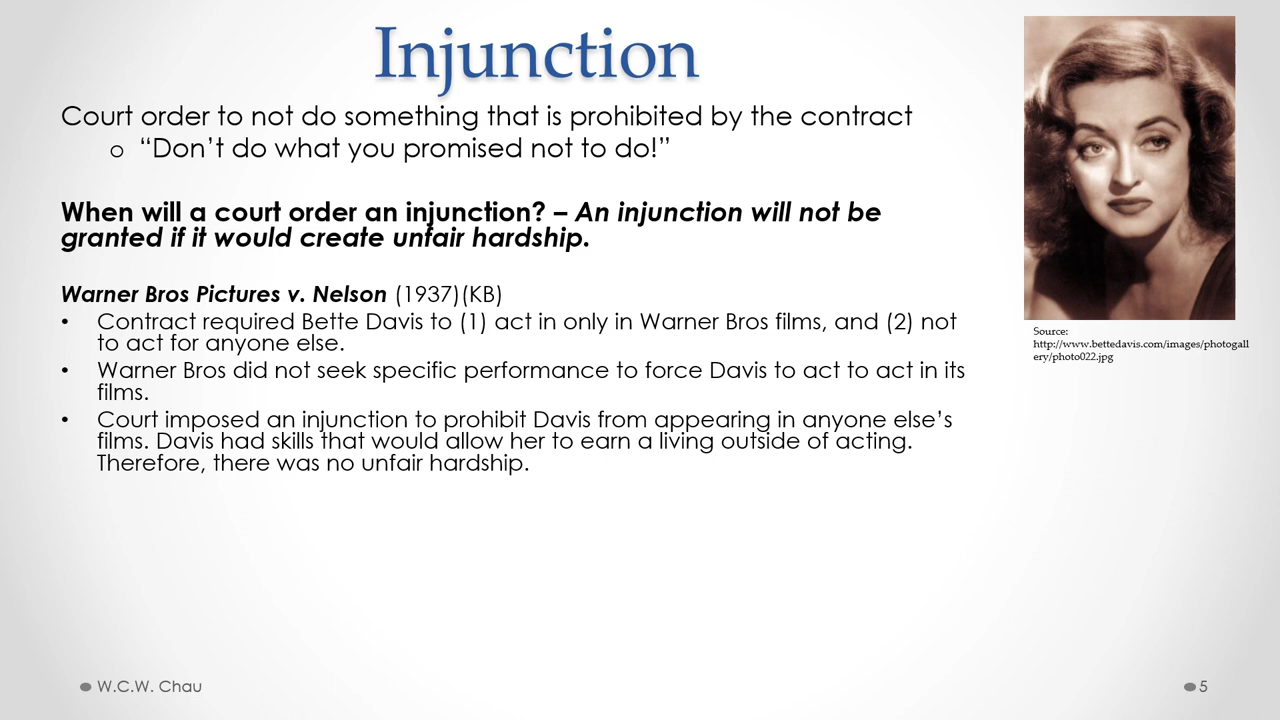 Injunction
Court order to not do something that is prohibited by the contract
o “Don’t do what you promised not to do!”
When will a court order an injunction? – An injunction will not be
granted if it would create unfair hardship.
Warner Bros Pictures v. Nelson (1937)(KB)
• Contract required Bette Davis to (1) act in only in Warner Bros films, and (2) not
to act for anyone else.
• Warner Bros did not seek specific performance to force Davis to act to act in its
films.
• Court imposed an injunction to prohibit Davis from appearing in anyone else’s
films. Davis had skills that would allow her to earn a living outside of acting.
Therefore, there was no unfair hardship.
Source:
http://www.bettedavis.com/images/photogall
ery/photo022.jpg
W.C.W. Chau
5